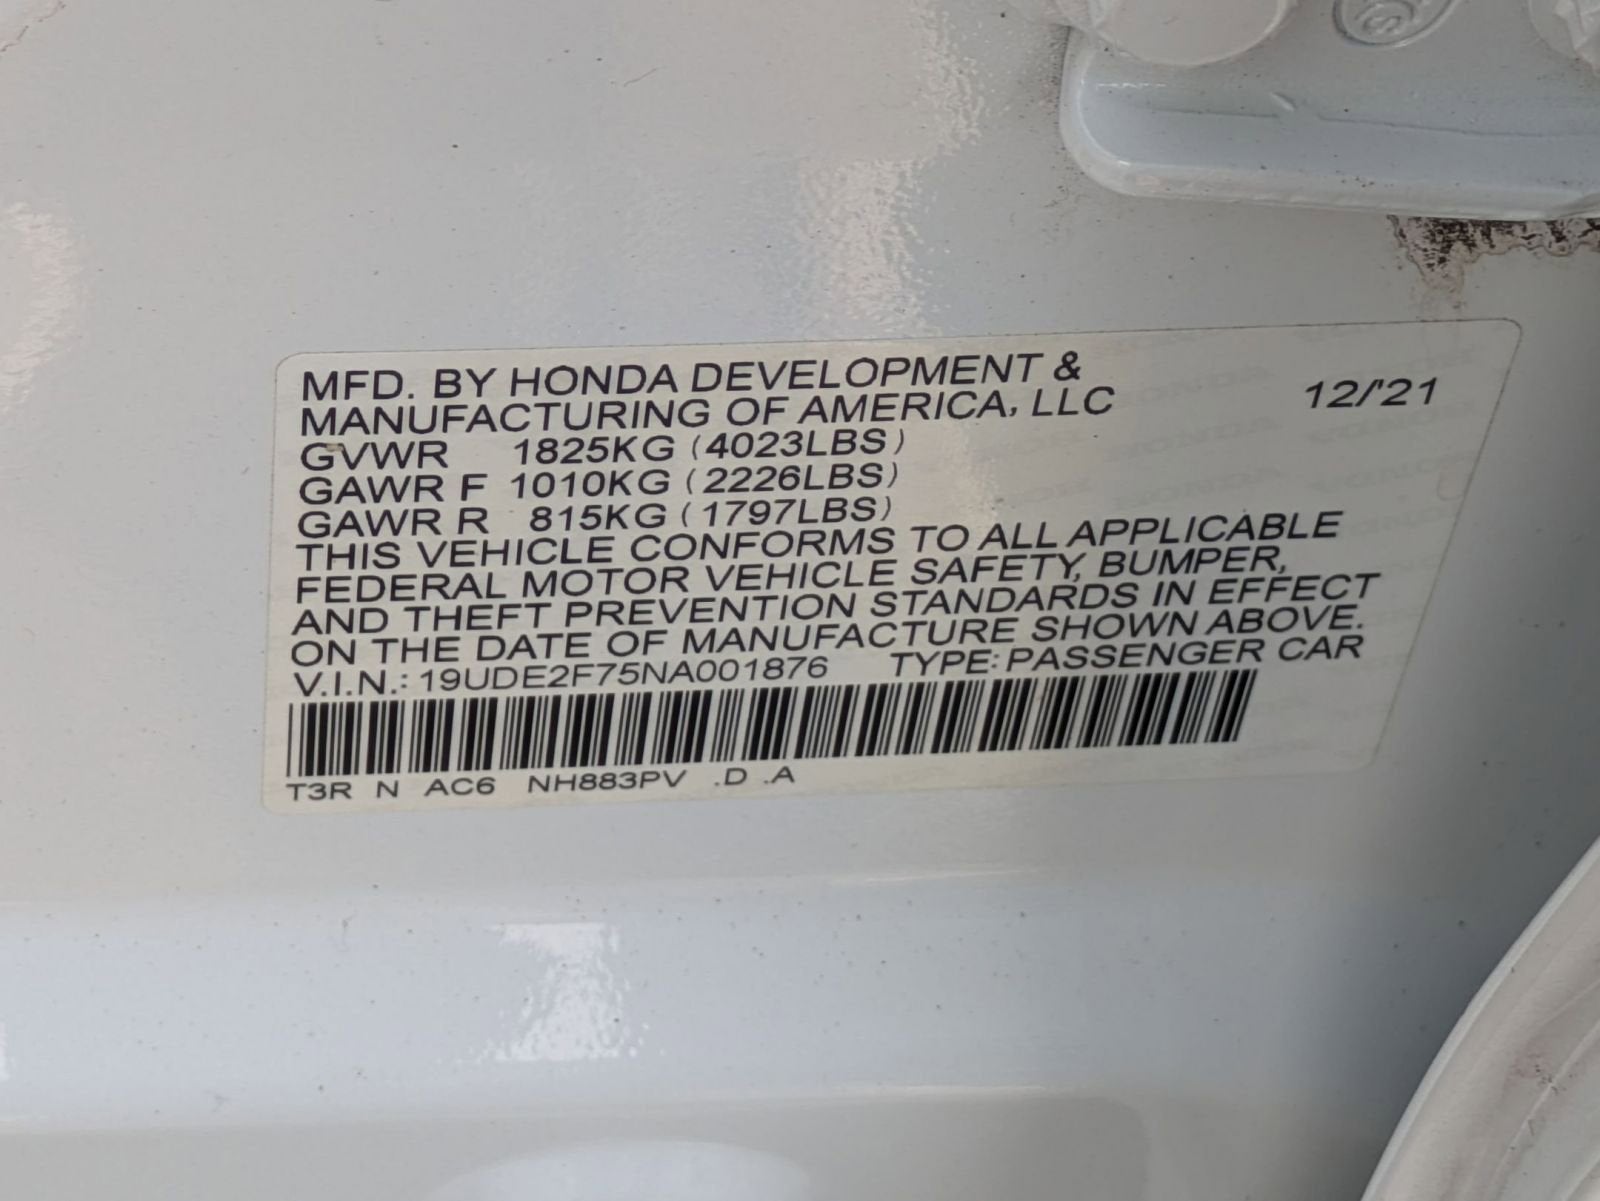 MFD. BY HONDA DEVELOPMENT &
MANUFACTURING OF AMERICA, LLC 12/'21
GVWR 1825KG (4023LBS)
GAWR F 1010KG (2226LBS)
GAWR R 815KG (1797LBS)
THIS VEHICLE CONFORMS TO ALL APPLICABLE
FEDERAL MOTOR VEHICLE SAFETY, BUMPER,
AND THEFT PREVENTION STANDARDS IN EFFECT
ON THE DATE OF MANUFACTURE SHOWN ABOVE.
V.I.N.: 19UDE2F75NA001876 TYPE: PASSENGER CAR
T3R N AC6 NH883PV .D .A